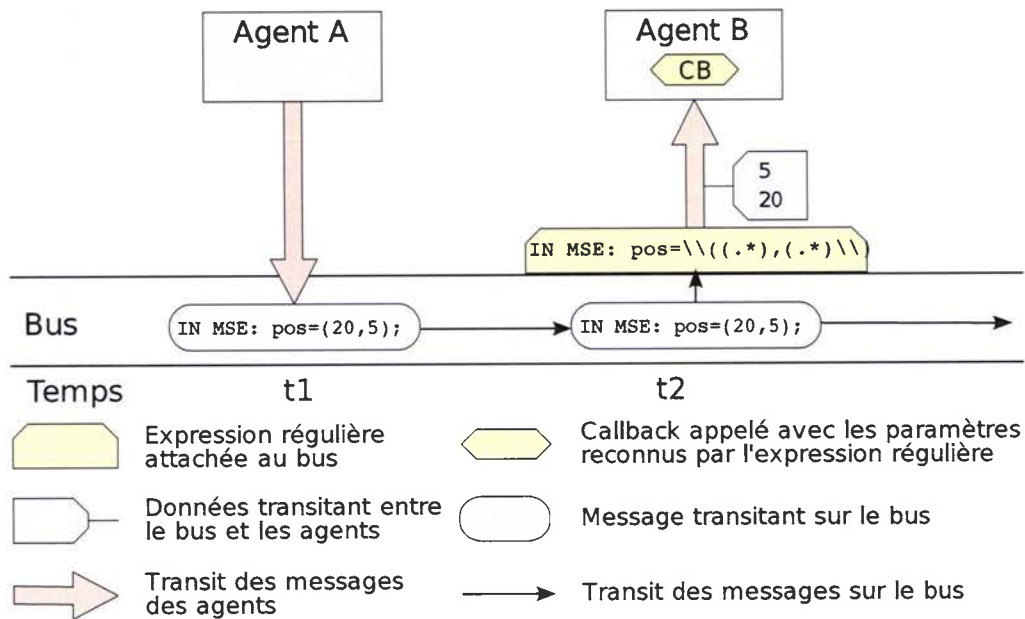 Agent A
Agent B
CB
5
20
IN MSE: pos=\\((.*),(.*)\\)
Bus
IN MSE: pos=(20,5);
IN MSE: pos=(20,5);
Temps
t1
t2
Expression régulière
attachée au bus
Callback appelé avec les paramètres
reconnus par l'expression régulière
Données transitant entre
le bus et les agents
Message transitant sur le bus
Transit des messages
des agents
Transit des messages sur le bus